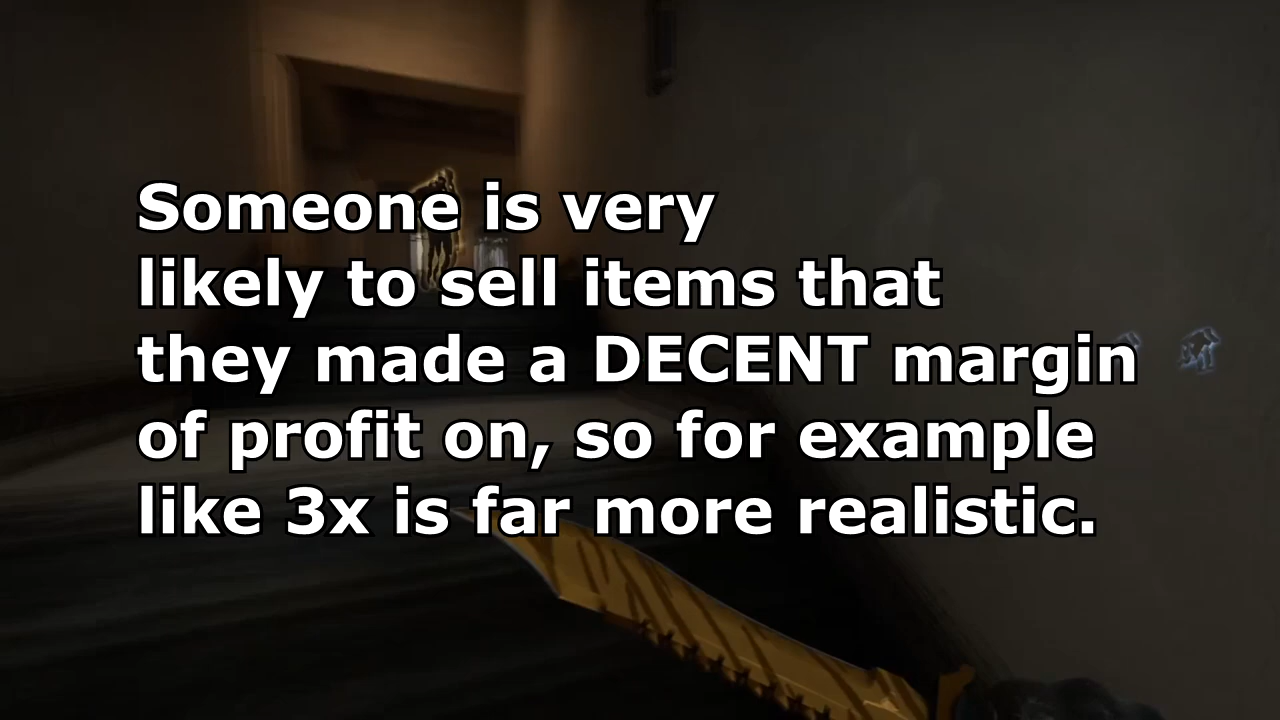 Someone is very
likely to sell items that
they made a DECENT margin
of profit on, so for example
like 3x is far more realistic.